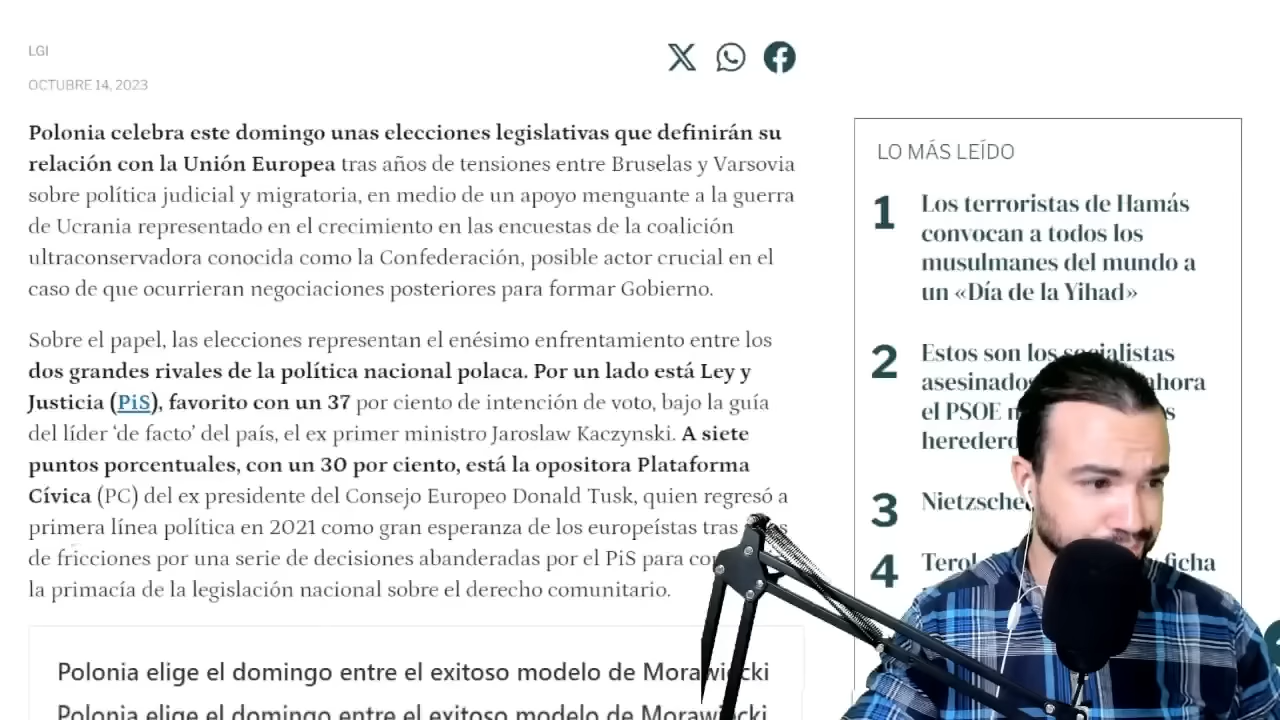 LGI
OCTUBRE 14, 2023
Polonia celebra este domingo unas elecciones legislativas que definirán su
relación con la Unión Europea tras años de tensiones entre Bruselas y Varsovia
sobre política judicial y migratoria, en medio de un apoyo menguante a la guerra
de Ucrania representado en el crecimiento en las encuestas de la coalición
ultraconservadora conocida como la Confederación, posible actor crucial en el
caso de que ocurrieran negociaciones posteriores para formar Gobierno.
Sobre el papel, las elecciones representan el enésimo enfrentamiento entre los
dos grandes rivales de la política nacional polaca. Por un lado está Ley y
Justicia (PiS), favorito con un 37 por ciento de intención de voto, bajo la guía
del líder ‘de facto’ del país, el ex primer ministro Jaroslaw Kaczynski. A siete
puntos porcentuales, con un 30 por ciento, está la opositora Plataforma
Cívica (PC) del ex presidente del Consejo Europeo Donald Tusk, quien regresó a
primera línea política en 2021 como gran esperanza de los europeístas tras
de fricciones por una serie de decisiones abanderadas por el PiS para
la primacía de la legislación nacional sobre el derecho comunitario.
Polonia elige el domingo entre el exitoso modelo de Morawiecki
Polonia elige el domingo entre el exitoso modelo de Morawiecki
LO MÁS LEÍDO
1 Los terroristas de Hamás
convocan a todos los
musulmanes del mundo a
un «Día de la Yihad»
2 Estos son los socialistas
ahora
el PSOE
3 Nietzsche
4 ficha